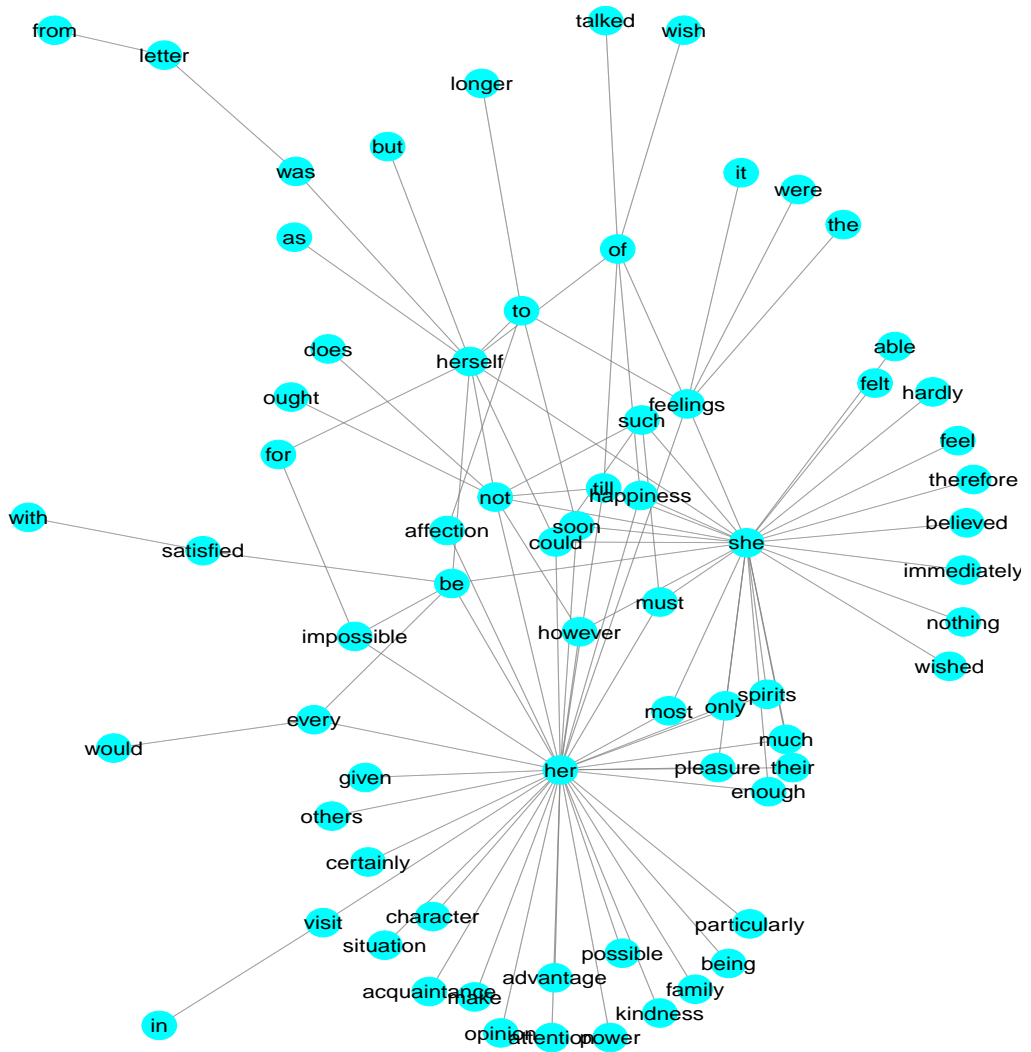 talked
wish
from
letter
longer
but
was
it
were
the
as
of
to
does
herself
able
felt
hardly
ought
feelings
such
feel
for
therefore
till
happiness
not
with
affection
soon
believed
could
she
satisfied
immediately
be
must
nothing
impossible
however
wished
spirits
only
most
every
would
much
her
pleasure
their
given
enough
others
certainly
visit
character
particularly
situation
possible
being
advantage
acquaintance
make
family
kindness
in
opinion
attention
power